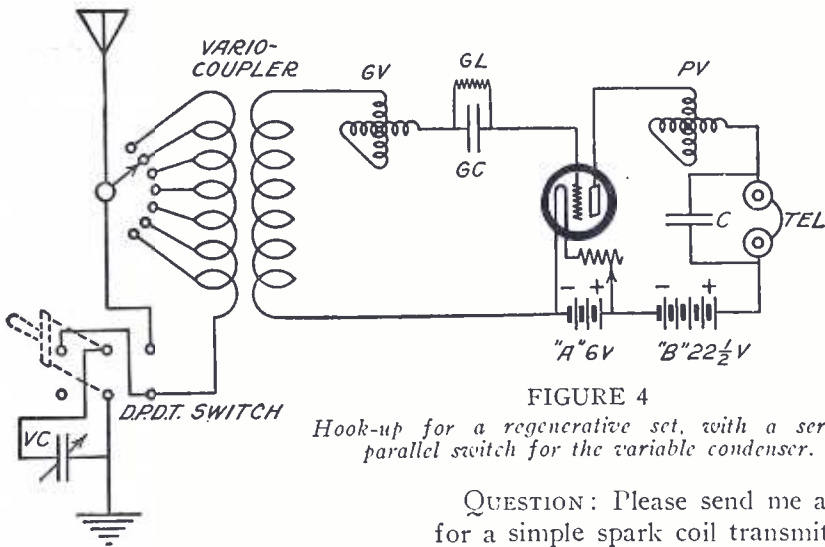 VARIO-
COUPLER
GV
GL
GC
PV
C
TEL
- +
- +
"A" 6V
"B" 22½V
D.P.D.T. SWITCH
VC
FIGURE 4
Hook-up for a regenerative set, with a ser
parallel switch for the variable condenser.
QUESTION: Please send me a
for a simple spark coil transmit